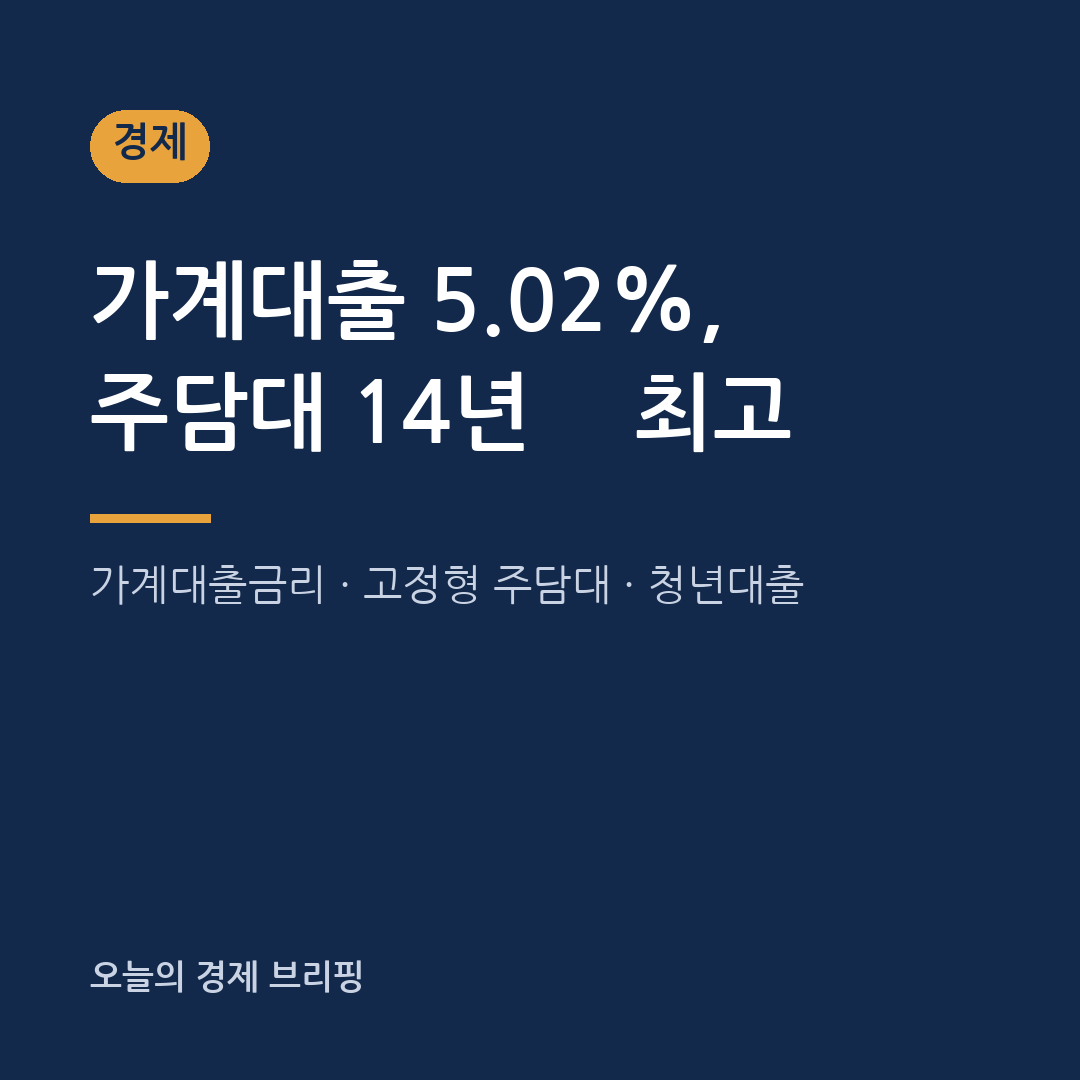 경제
가계대출 5.02%,
주담대 14년 최고
가계대출금리 · 고정형 주담대 · 청년대출
오늘의 경제 브리핑